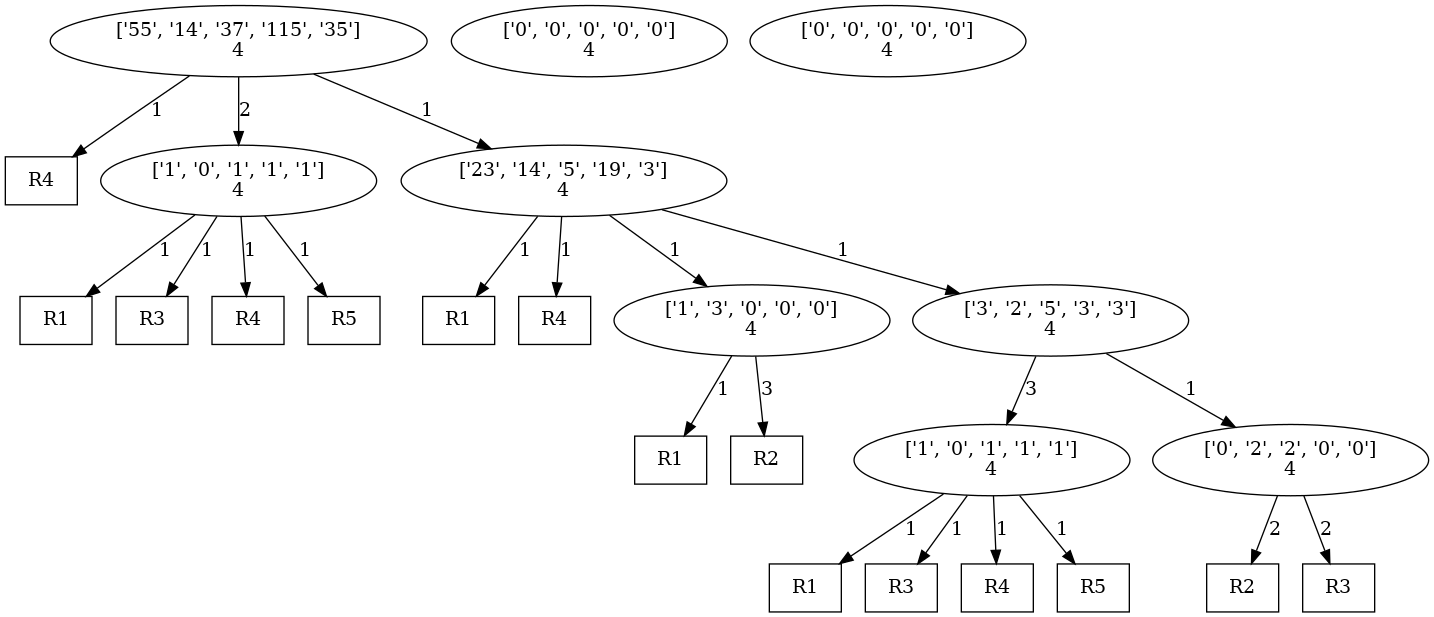 ['55', '14', '37', '115', '35']
4
['0', '0', '0', '0', '0']
4
['0', '0', '0', '0', '0']
4
1
2
1
R4
['1', '0', '1', '1', '1']
4
['23', '14', '5', '19', '3']
4
1
1
1
1
1
1
1
1
R1
R3
R4
R5
R1
R4
['1', '3', '0', '0', '0']
4
['3', '2', '5', '3', '3']
4
1
3
3
1
R1
R2
['1', '0', '1', '1', '1']
4
['0', '2', '2', '0', '0']
4
1
1
1
1
2
2
R1
R3
R4
R5
R2
R3